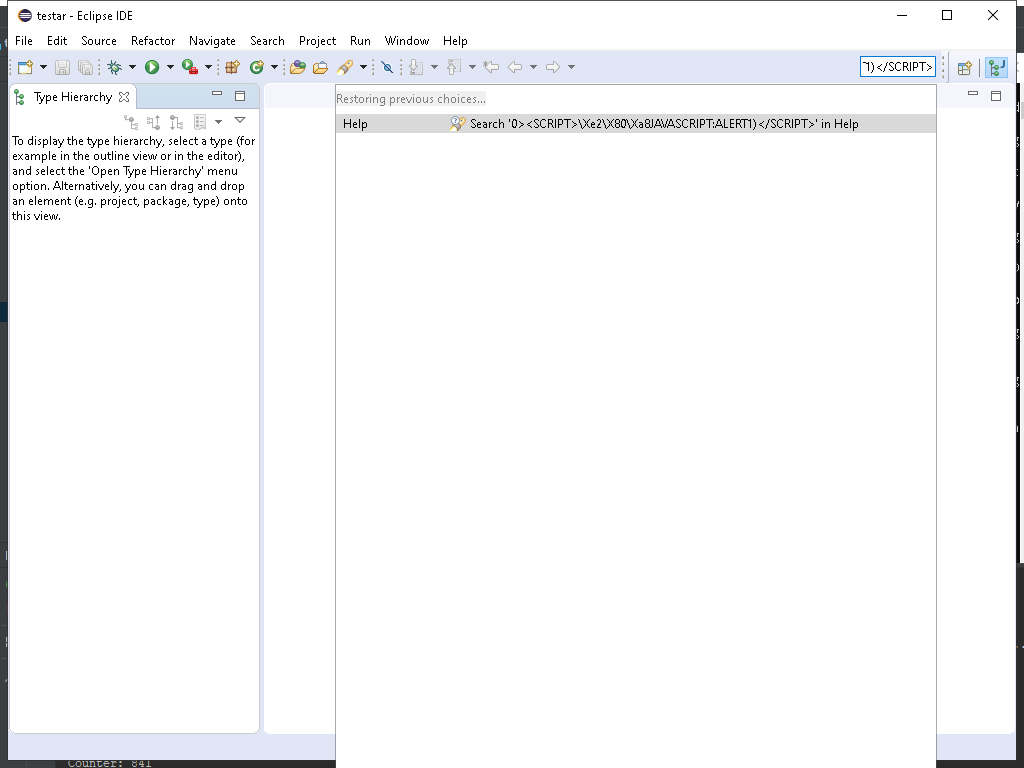 testar - Eclipse IDE
File Edit Source Refactor Navigate Search Project Run Window Help
1)</SCRIPT>
Type Hierarchy
To display the type hierarchy, select a type (for
example in the outline view or in the editor),
and select the 'Open Type Hierarchy' menu
option. Alternatively, you can drag and drop
an element (e.g. project, package, type) onto
this view.
Restoring previous choices...
Help Search '0><SCRIPT>\Xe2\X80\Xa8JAVASCRIPT:ALERT1)</SCRIPT>' in Help
Counter: 841